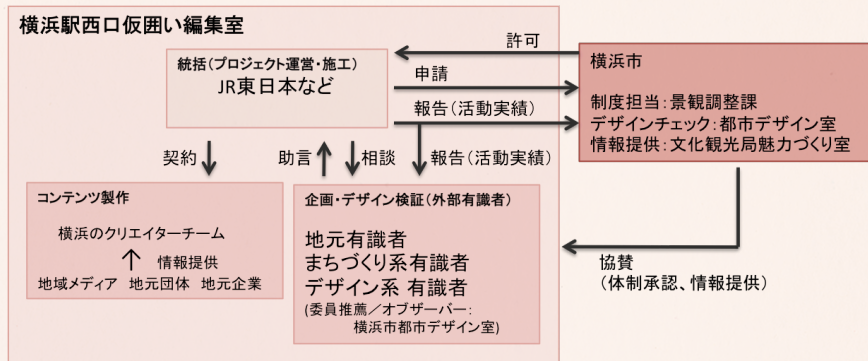 横浜駅西口仮囲い編集室
統括(プロジェクト運営・施工)
JR東日本など
許可
申請
報告(活動実績)
横浜市
制度担当:景観調整課
デザインチェック:都市デザイン室
情報提供:文化観光局魅力づくり室
契約
助言
相談
報告(活動実績)
コンテンツ製作
横浜のクリエイターチーム
情報提供
地域メディア 地元団体 地元企業
企画・デザイン検証(外部有識者)
地元有識者
まちづくり系有識者
デザイン系 有識者
(委員推薦/オブザーバー:
横浜市都市デザイン室)
協賛
(体制承認、情報提供)